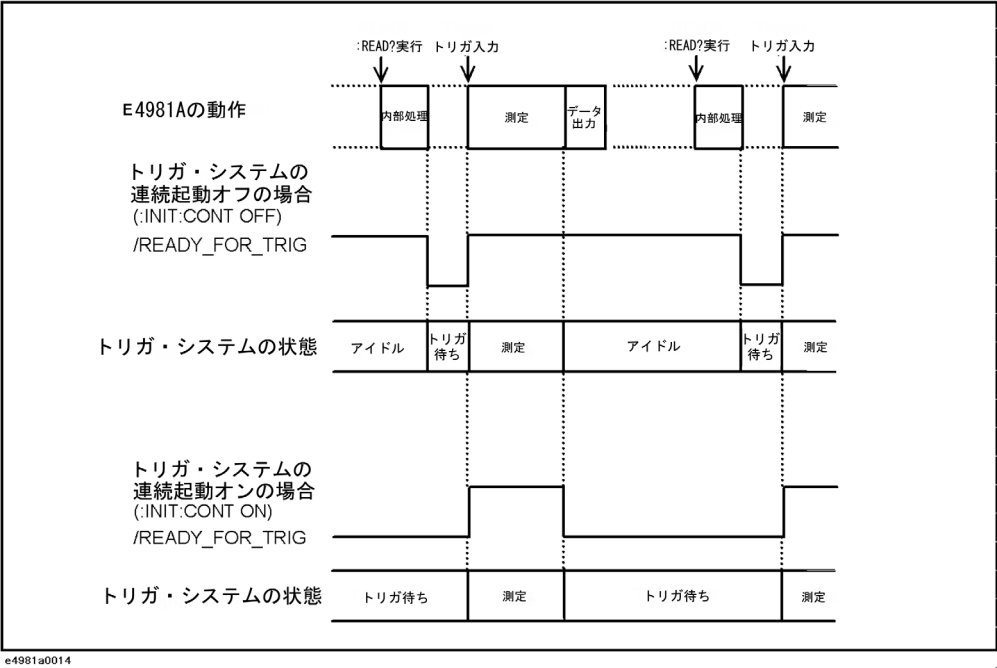 :READ?実行 トリガ入力 :READ?実行 トリガ入力
E4981Aの動作 内部処理 測定 データ 内部処理 測定
出力
トリガ・システムの
連続起動オフの場合
(:INIT:CONT OFF)
/READY_FOR_TRIG
トリガ・システムの状態 アイドル トリガ 測定 アイドル トリガ 測定
待ち 待ち
トリガ・システムの
連続起動オンの場合
(:INIT:CONT ON)
/READY_FOR_TRIG
トリガ・システムの状態 トリガ待ち 測定 トリガ待ち 測定
e4981a0014